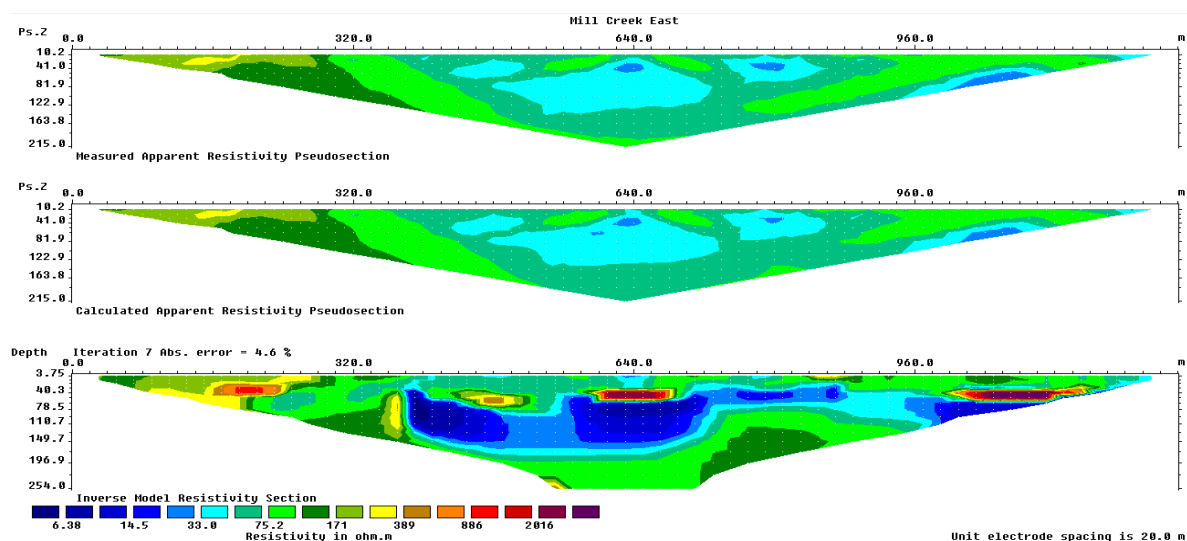 Mill Creek East
Ps.Z 0.0 320.0 640.0 960.0 m
10.2
41.0
81.9
122.9
163.8
215.0
Measured Apparent Resistivity Pseudosection
Ps.Z 0.0 320.0 640.0 960.0 m
10.2
41.0
81.9
122.9
163.8
215.0
Calculated Apparent Resistivity Pseudosection
Depth Iteration 7 Abs. error = 4.6 %
0.0 320.0 640.0 960.0 m
3.75
40.3
78.5
110.7
149.7
196.9
254.0
Inverse Model Resistivity Section
6.38 14.5 33.0 75.2 171 389 886 2016
Resistivity in ohm.m
Unit electrode spacing is 20.0 m